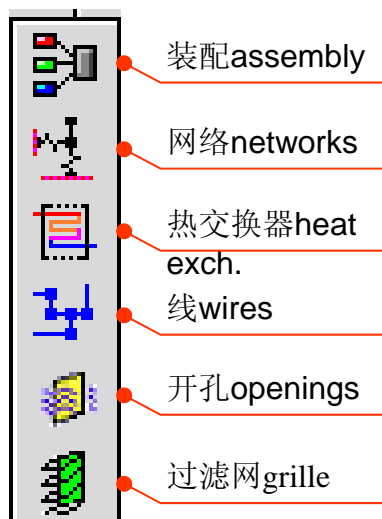 装配assembly
网络networks
热交换器heat
exch.
线wires
开孔openings
过滤网grille